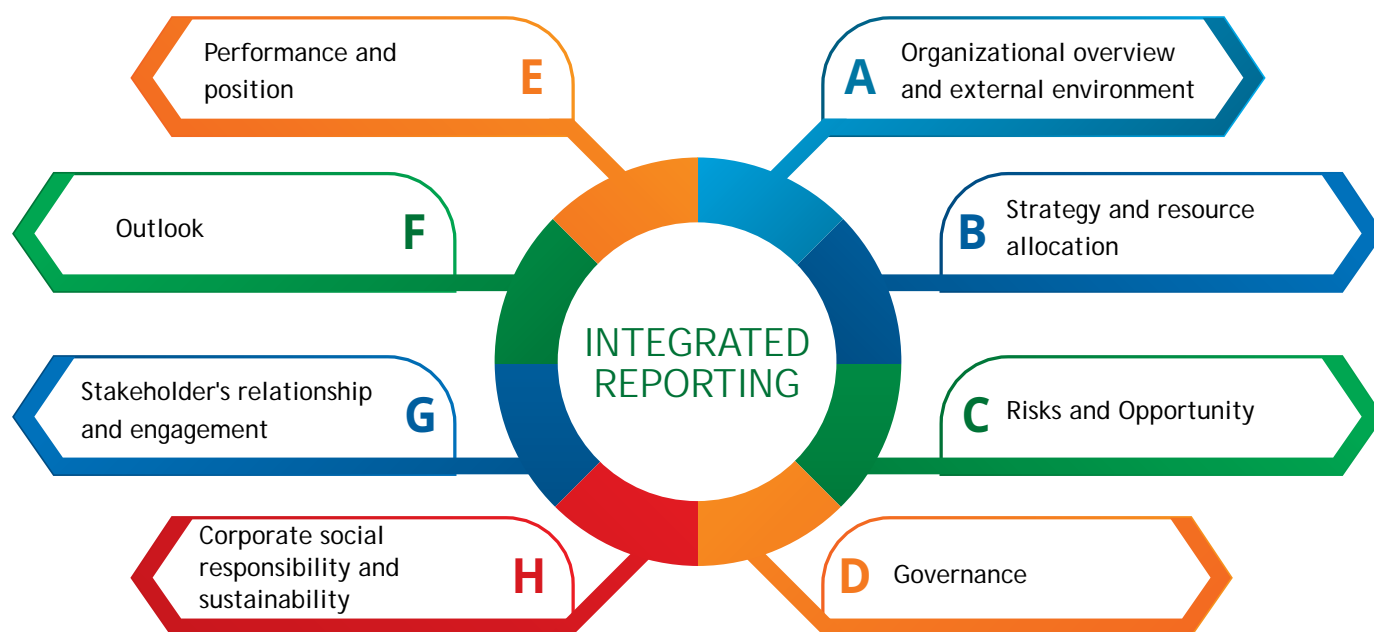 Performance and
position
E
A
Organizational overview
and external environment
Outlook
F
B
Strategy and resource
allocation
INTEGRATED
REPORTING
Stakeholder's relationship
and engagement
G
C
Risks and Opportunity
Corporate social
responsibility and
sustainability
H
D
Governance